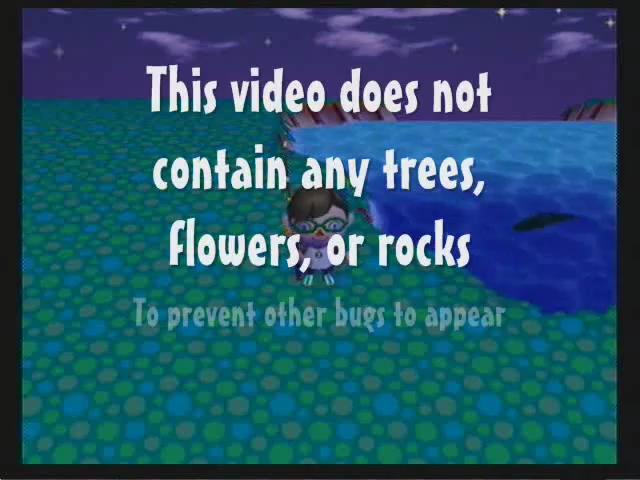 This video does not
contain any trees,
flowers, or rocks
To prevent other bugs to appear